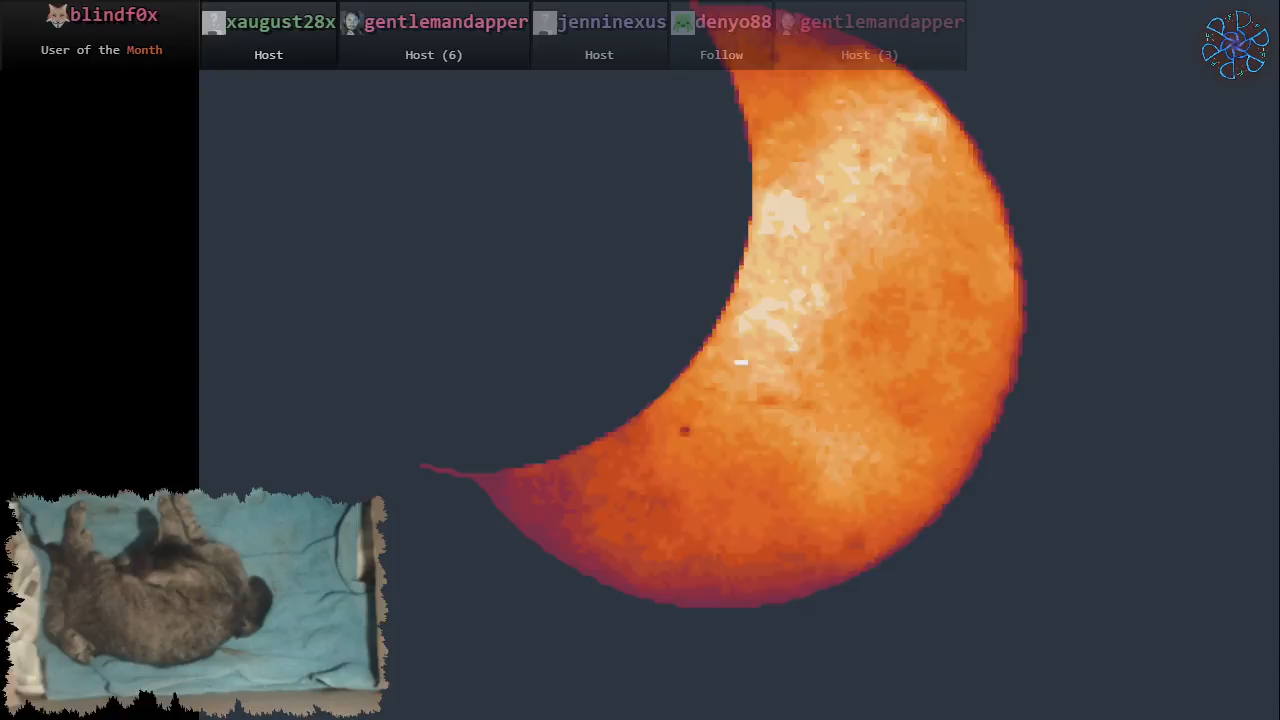 blindf0x
User of the Month
xaugust28x
Host
gentlemandapper
Host (6)
jenninexus
Host
denyo88
Follow
gentlemandapper
Host (3)